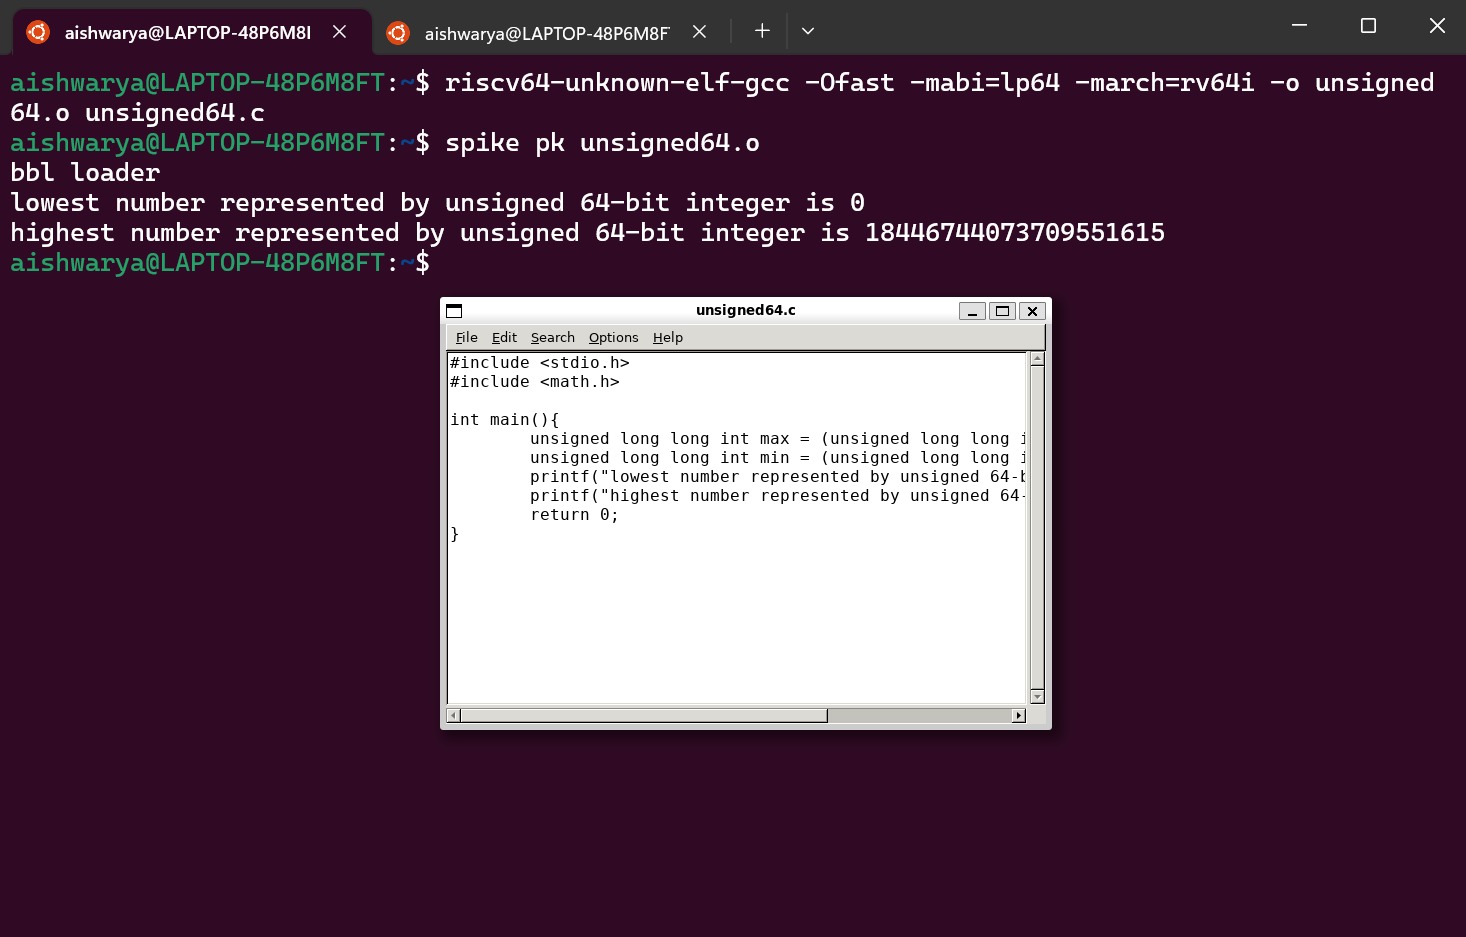 aishwarya@LAPTOP-48P6M8I
aishwarya@LAPTOP-48P6M8F
aishwarya@LAPTOP-48P6M8FT:~$ riscv64-unknown-elf-gcc -Ofast -mabi=lp64 -march=rv64i -o unsigned
64.o unsigned64.c
aishwarya@LAPTOP-48P6M8FT:~$ spike pk unsigned64.o
bbl loader
lowest number represented by unsigned 64-bit integer is 0
highest number represented by unsigned 64-bit integer is 18446744073709551615
aishwarya@LAPTOP-48P6M8FT:~$
unsigned64.c
File Edit Search Options Help
#include <stdio.h>
#include <math.h>
int main(){
unsigned long long int max = (unsigned long long i
unsigned long long int min = (unsigned long long i
printf("lowest number represented by unsigned 64-b
printf("highest number represented by unsigned 64-
return 0;
}